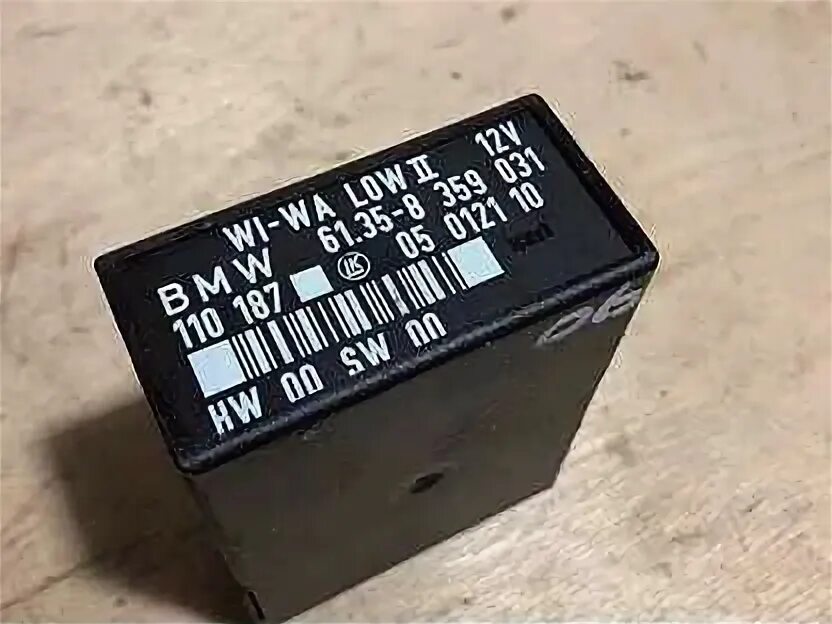 WI-WA LOW II 12V
BMW 61.35-8 359 031
110 187 LK 05 0121 10
HW 00 SW 00